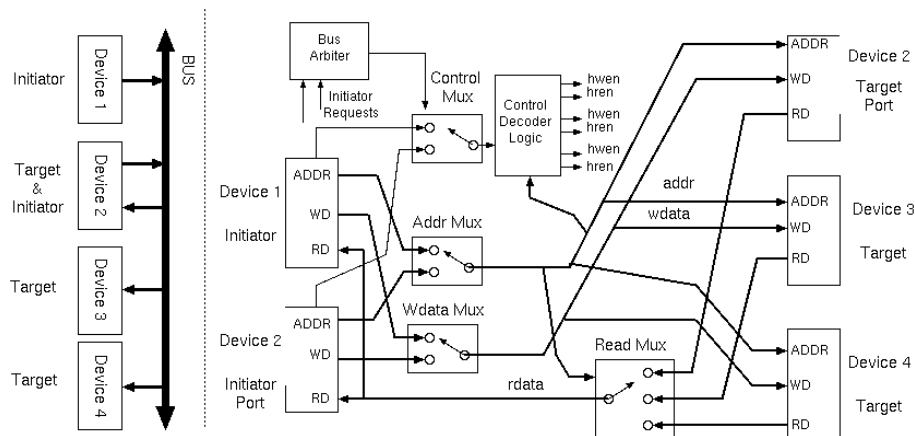 Initiator
Device 1
BUS
Target
&
Initiator
Device 2
Target
Device 3
Target
Device 4
Bus
Arbiter
Initiator
Requests
Control
Mux
Control
Decoder
Logic
hwen
hren
hwen
hren
hwen
hren
Device 1
Initiator
ADDR
WD
RD
Addr Mux
Device 2
Initiator
Port
ADDR
WD
RD
Wdata Mux
rdata
Read Mux
addr
wdata
ADDR
WD
RD
Device 2
Target
Port
ADDR
WD
RD
Device 3
Target
ADDR
WD
RD
Device 4
Target